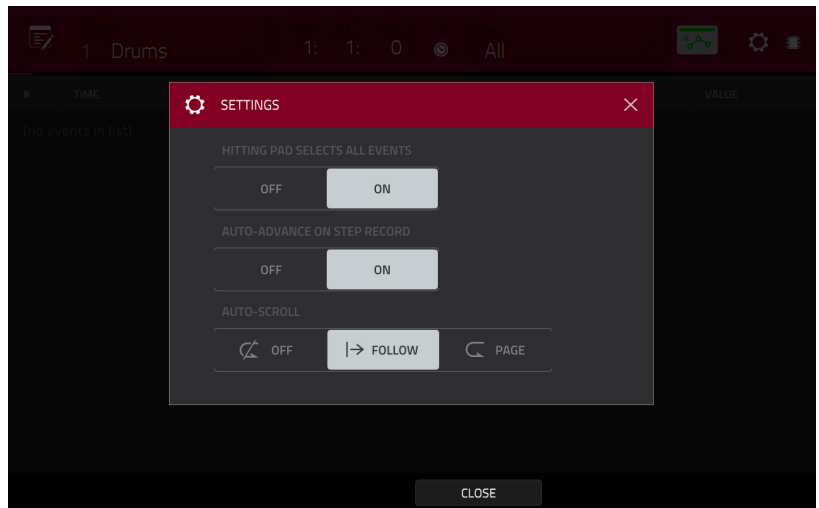 1 Drums 1: 1: 0 All
# TIME VALUE
(no events in list)
SETTINGS
HITTING PAD SELECTS ALL EVENTS
OFF ON
AUTO-ADVANCE ON STEP RECORD
OFF ON
AUTO-SCROLL
OFF FOLLOW PAGE
CLOSE